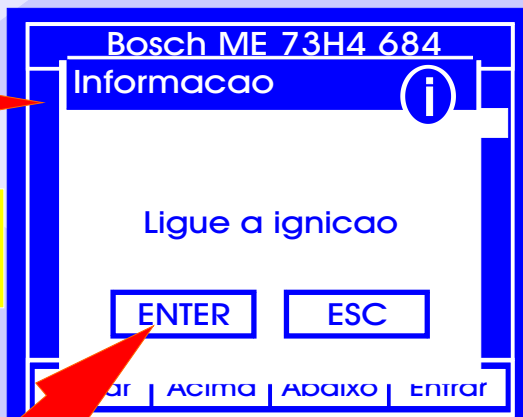 Bosch ME 73H4 684
Informacao
i
Ligue a ignicao
ENTER ESC
Acima Abaixo Entrar